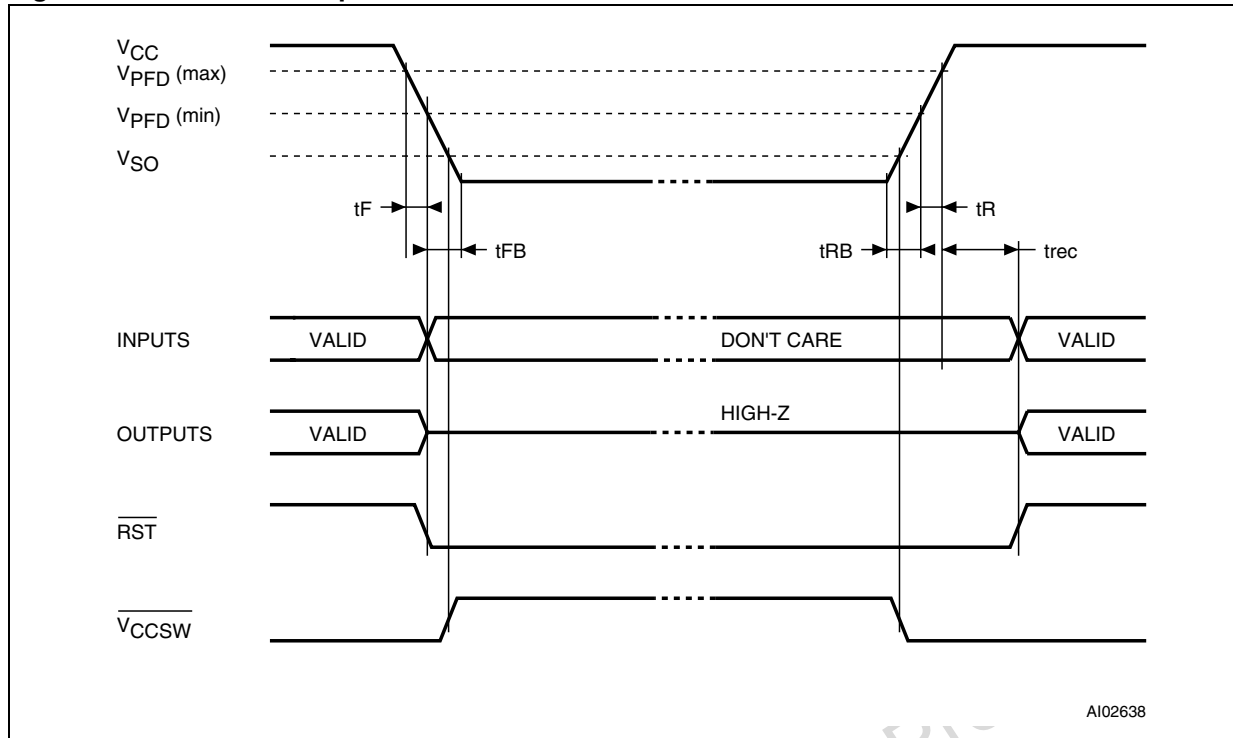 VCC
VPFD (max)
VPFD (min)
VSO
tF
tR
tFB
tRB
trec
INPUTS
VALID
DON'T CARE
VALID
OUTPUTS
VALID
HIGH-Z
VALID
RST
VCCSW
AI02638